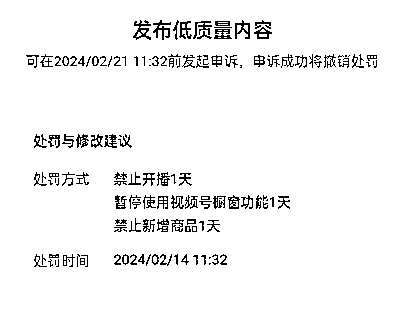 发布低质量内容
可在2024/02/21 11:32前发起申诉，申诉成功将撤销处罚
处罚与修改建议
处罚方式 禁止开播1天
暂停使用视频号橱窗功能1天
禁止新增商品1天
处罚时间 2024/02/14 11:32